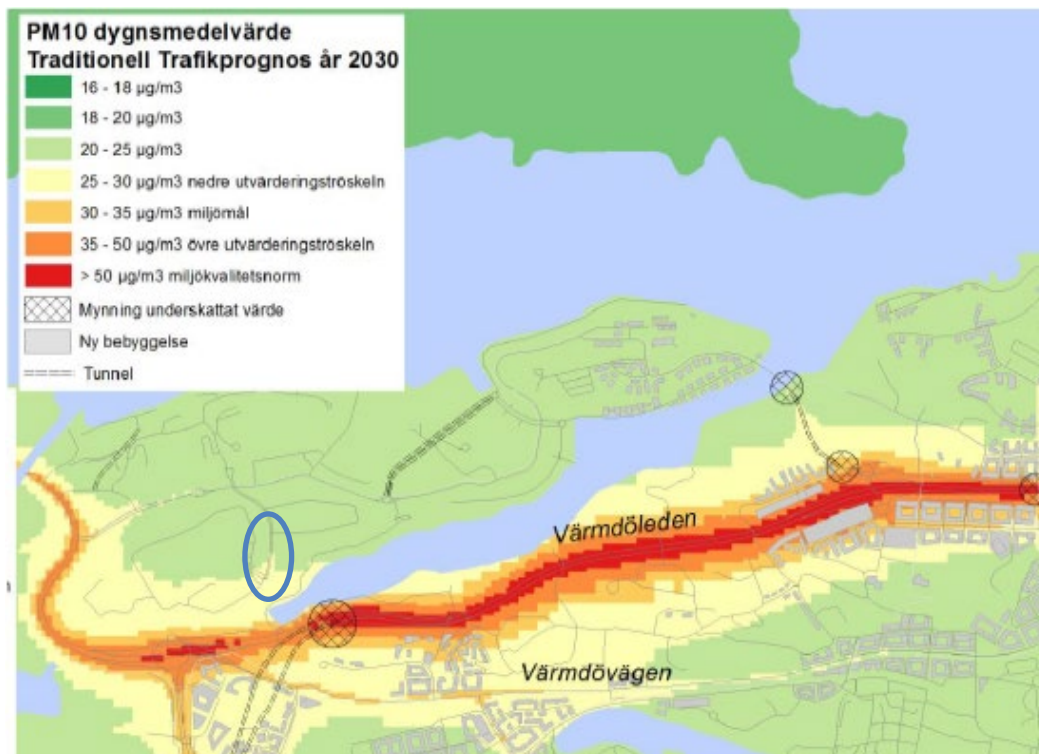 PM10 dygnsmedelvärde
Traditionell Trafikprognos år 2030
16 - 18 µg/m3
18 - 20 µg/m3
20 - 25 µg/m3
25 - 30 µg/m3 nedre utvärderingströskeln
30 - 35 µg/m3 miljömål
35 - 50 µg/m3 övre utvärderingströskeln
> 50 µg/m3 miljökvalitetsnorm
Mynning underskattat värde
Ny bebyggelse
Tunnel
Värmdöleden
Värmdövägen